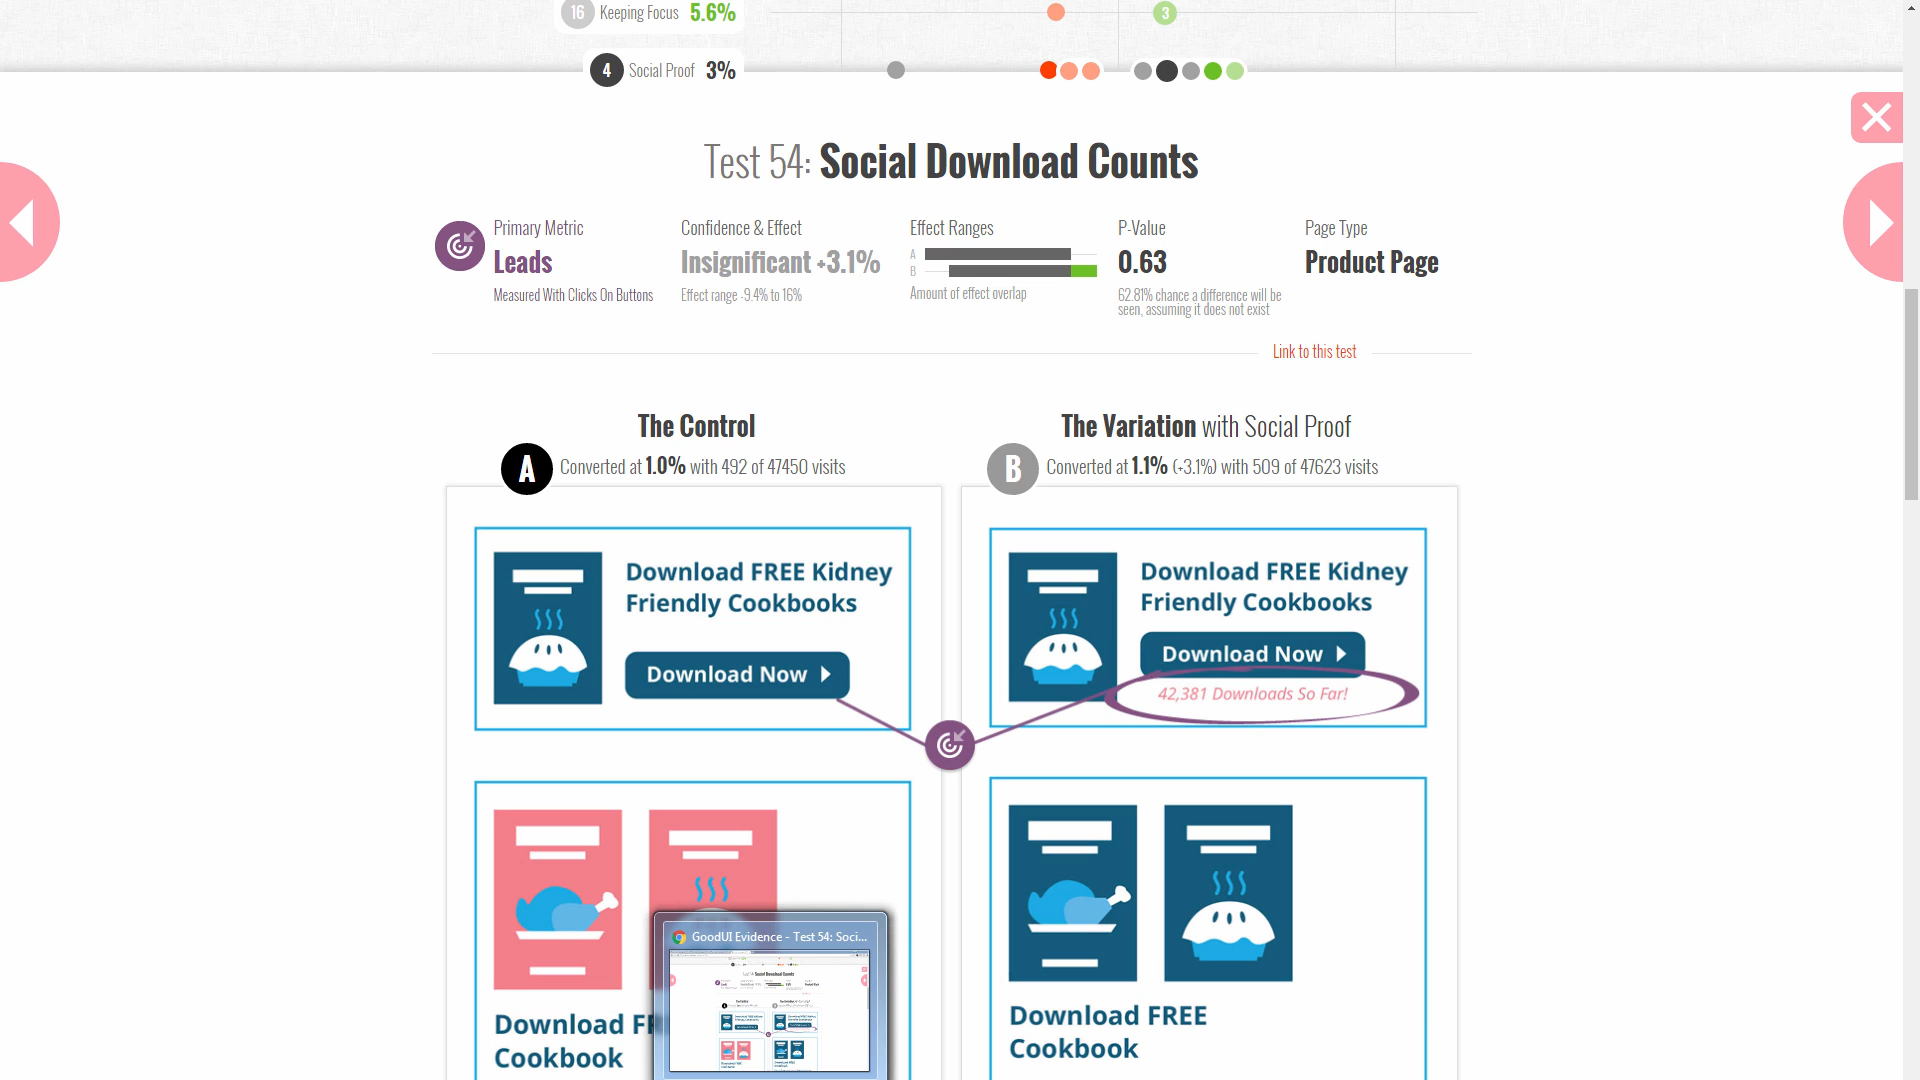 16 Keeping Focus 5.6%
3
4 Social Proof 3%
Test 54: Social Download Counts
Primary Metric
Leads
Measured With Clicks On Buttons
Confidence & Effect
Insignificant +3.1%
Effect range -9.4% to 16%
Effect Ranges
A
B
Amount of effect overlap
P-Value
0.63
62.81% chance a difference will be
seen, assuming it does not exist
Page Type
Product Page
Link to this test
The Control
A Converted at 1.0% with 492 of 47450 visits
The Variation with Social Proof
B Converted at 1.1% (+3.1%) with 509 of 47623 visits
Download FREE Kidney
Friendly Cookbooks
Download Now
Download FREE Kidney
Friendly Cookbooks
Download Now
42,381 Downloads So Far!
Download FR
Cookbook
GoodUI Evidence - Test 54: Soci...
Download FREE
Cookbook